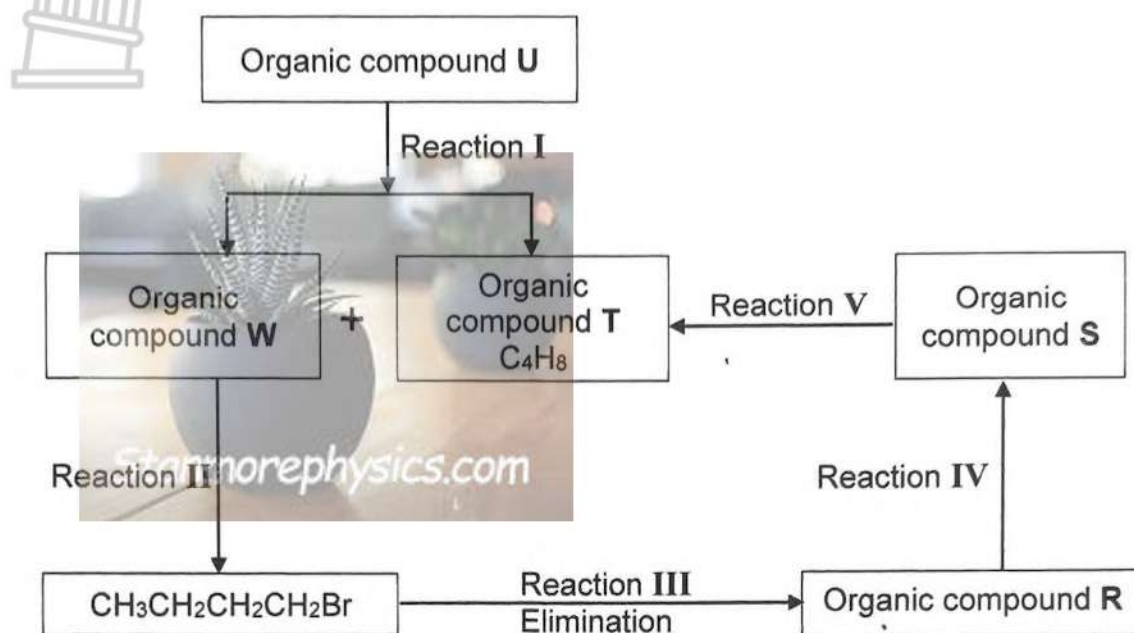 Organic compound U
Reaction I
Organic
compound W
+
Organic
compound T
C₄H₈
Reaction V
Organic
compound S
Stanmorephysics.com
Reaction II
Reaction IV
CH₃CH₂CH₂CH₂Br
Reaction III
Elimination
Organic compound R